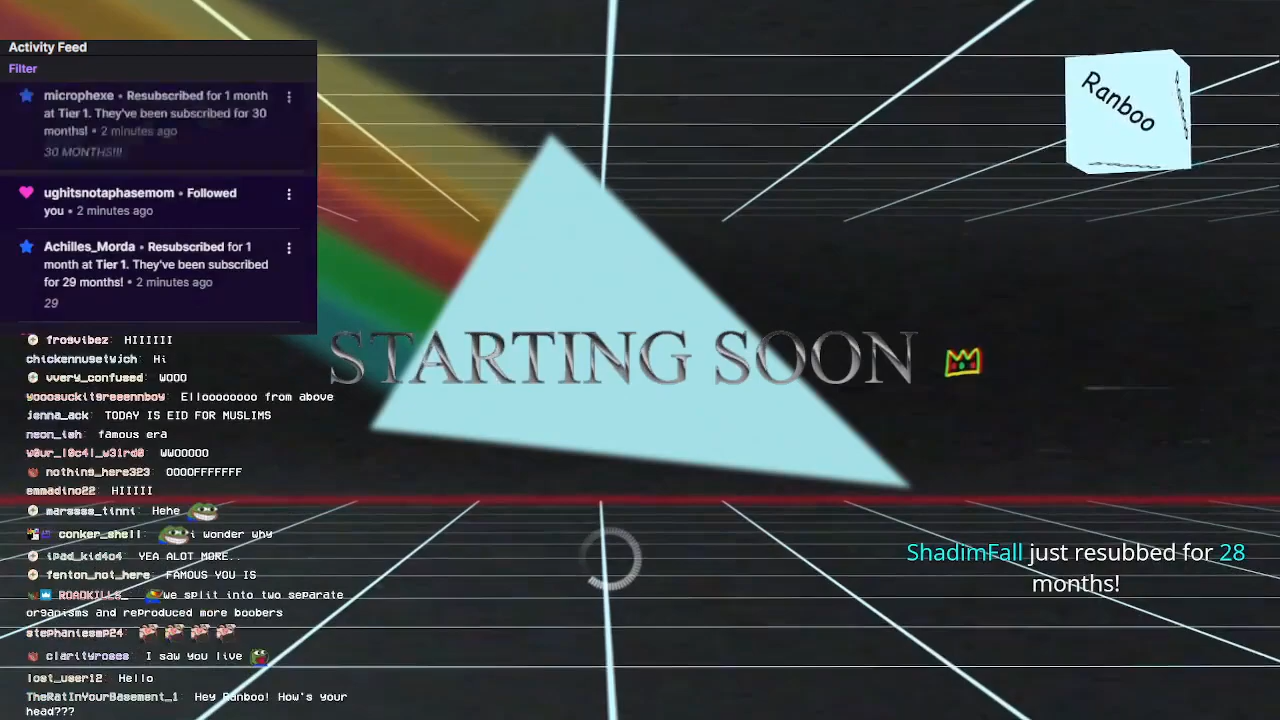 Activity Feed
Filter
microphexe • Resubscribed for 1 month
at Tier 1. They've been subscribed for 30
months! • 2 minutes ago
30 MONTHS!!!
ughitsnotaphasemom • Followed
you • 2 minutes ago
Achilles_Morda • Resubscribed for 1
month at Tier 1. They've been subscribed
for 29 months! • 2 minutes ago
29
Ranboo
STARTING SOON
frosvibez: HIIIIII
chickennugetwich: Hi
vvery_confused: WOOO
Ellooooooo from above
jenna_ack: TODAY IS EID FOR MUSLIMS
neon_ish: famous era
w0ur_l0c4l_w31rd0: WWOOOOO
nothing_here323: OOOOFFFFFFF
emmadino22: HIIIII
marssss_tinni: Hehe
conker_shell: i wonder why
ipad_kid4o4: YEA ALOT MORE..
fenton_not_here: FAMOUS YOU IS
ROADKILLS_: we split into two separate
organisms and reproduced more boobers
stephaniesmp24:
clarityroses: I saw you live
lost_user12: Hello
TheRatInYourBasement_1: Hey Ranboo! How's your
head???
ShadimFall just resubbed for 28
months!